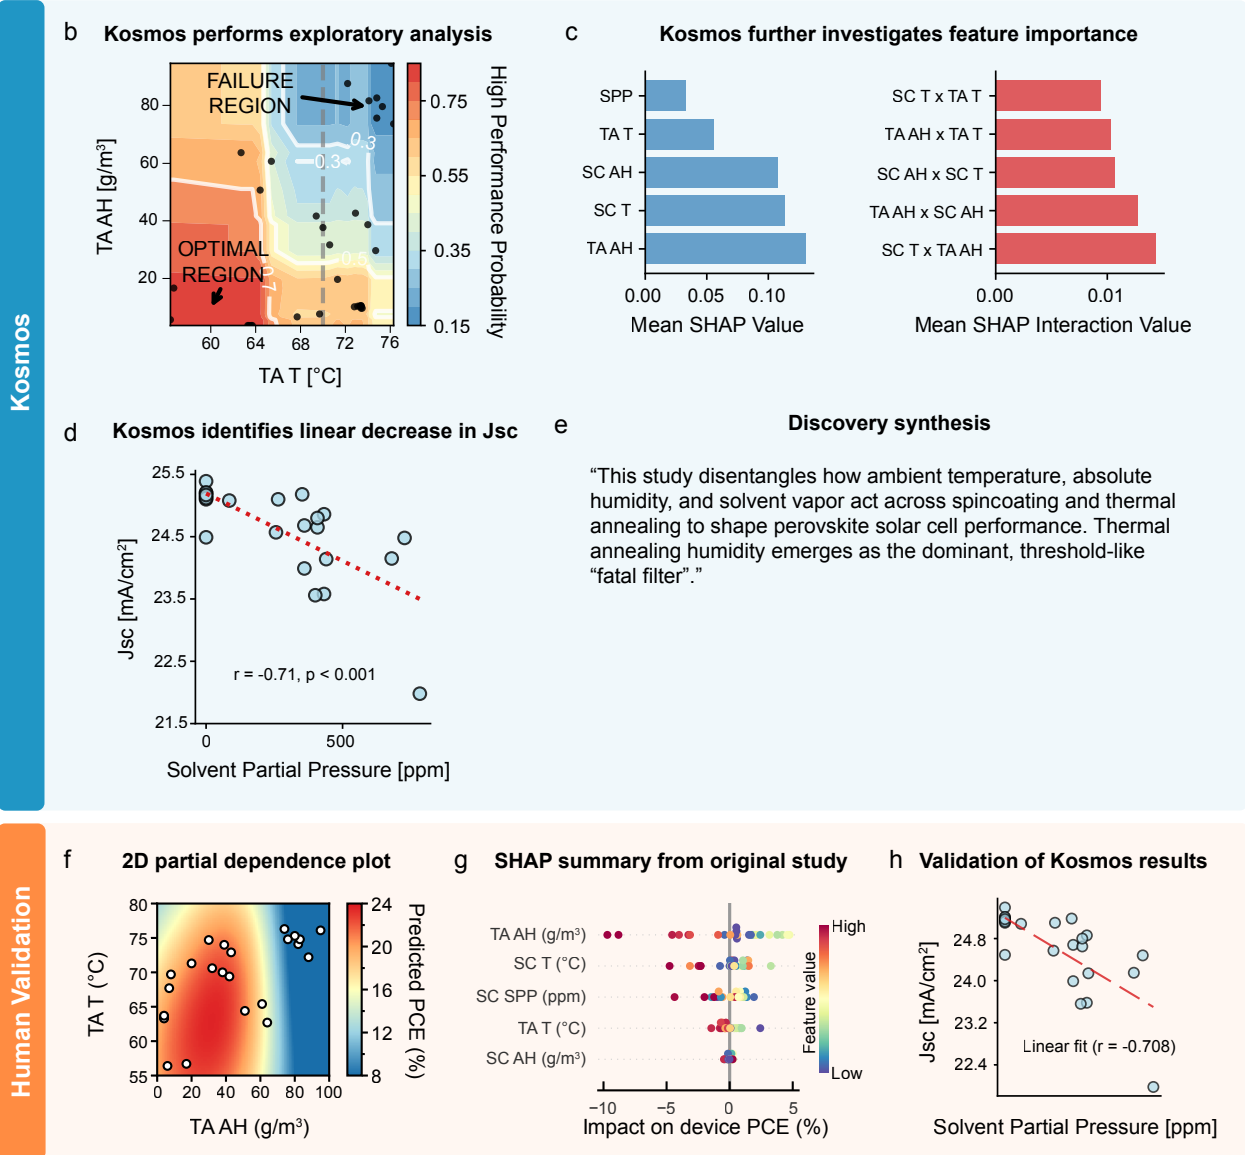 Kosmos
b
Kosmos performs exploratory analysis
FAILURE
REGION
OPTIMAL
REGION
0.3
0.3
0.5
0.7
TA AH [g/m³]
80
60
40
20
60 64 68 72 76
TA T [°C]
0.75
0.55
0.35
0.15
High Performance Probability
c
Kosmos further investigates feature importance
SPP
TA T
SC AH
SC T
TA AH
0.00 0.05 0.10
Mean SHAP Value
SC T x TA T
TA AH x TA T
SC AH x SC T
TA AH x SC AH
SC T x TA AH
0.00 0.01
Mean SHAP Interaction Value
d
Kosmos identifies linear decrease in Jsc
Jsc [mA/cm²]
25.5
24.5
23.5
22.5
21.5
r = -0.71, p < 0.001
0 500
Solvent Partial Pressure [ppm]
e
Discovery synthesis
“This study disentangles how ambient temperature, absolute
humidity, and solvent vapor act across spincoating and thermal
annealing to shape perovskite solar cell performance. Thermal
annealing humidity emerges as the dominant, threshold-like
“fatal filter”.”
Human Validation
f
2D partial dependence plot
TA T (°C)
80
75
70
65
60
55
0 20 40 60 80 100
TA AH (g/m³)
24
20
16
12
8
Predicted PCE (%)
g
SHAP summary from original study
TA AH (g/m³)
SC T (°C)
SC SPP (ppm)
TA T (°C)
SC AH (g/m³)
−10 −5 0 5
Impact on device PCE (%)
High
Feature value
Low
h
Validation of Kosmos results
Jsc [mA/cm²]
24.8
24.0
23.2
22.4
Linear fit (r = -0.708)
Solvent Partial Pressure [ppm]